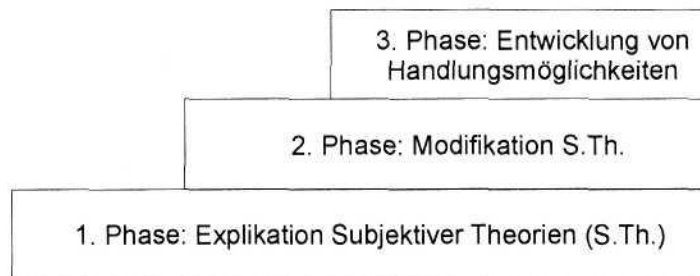 3. Phase: Entwicklung von
Handlungsmöglichkeiten
2. Phase: Modifikation S.Th.
1. Phase: Explikation Subjektiver Theorien (S.Th.)